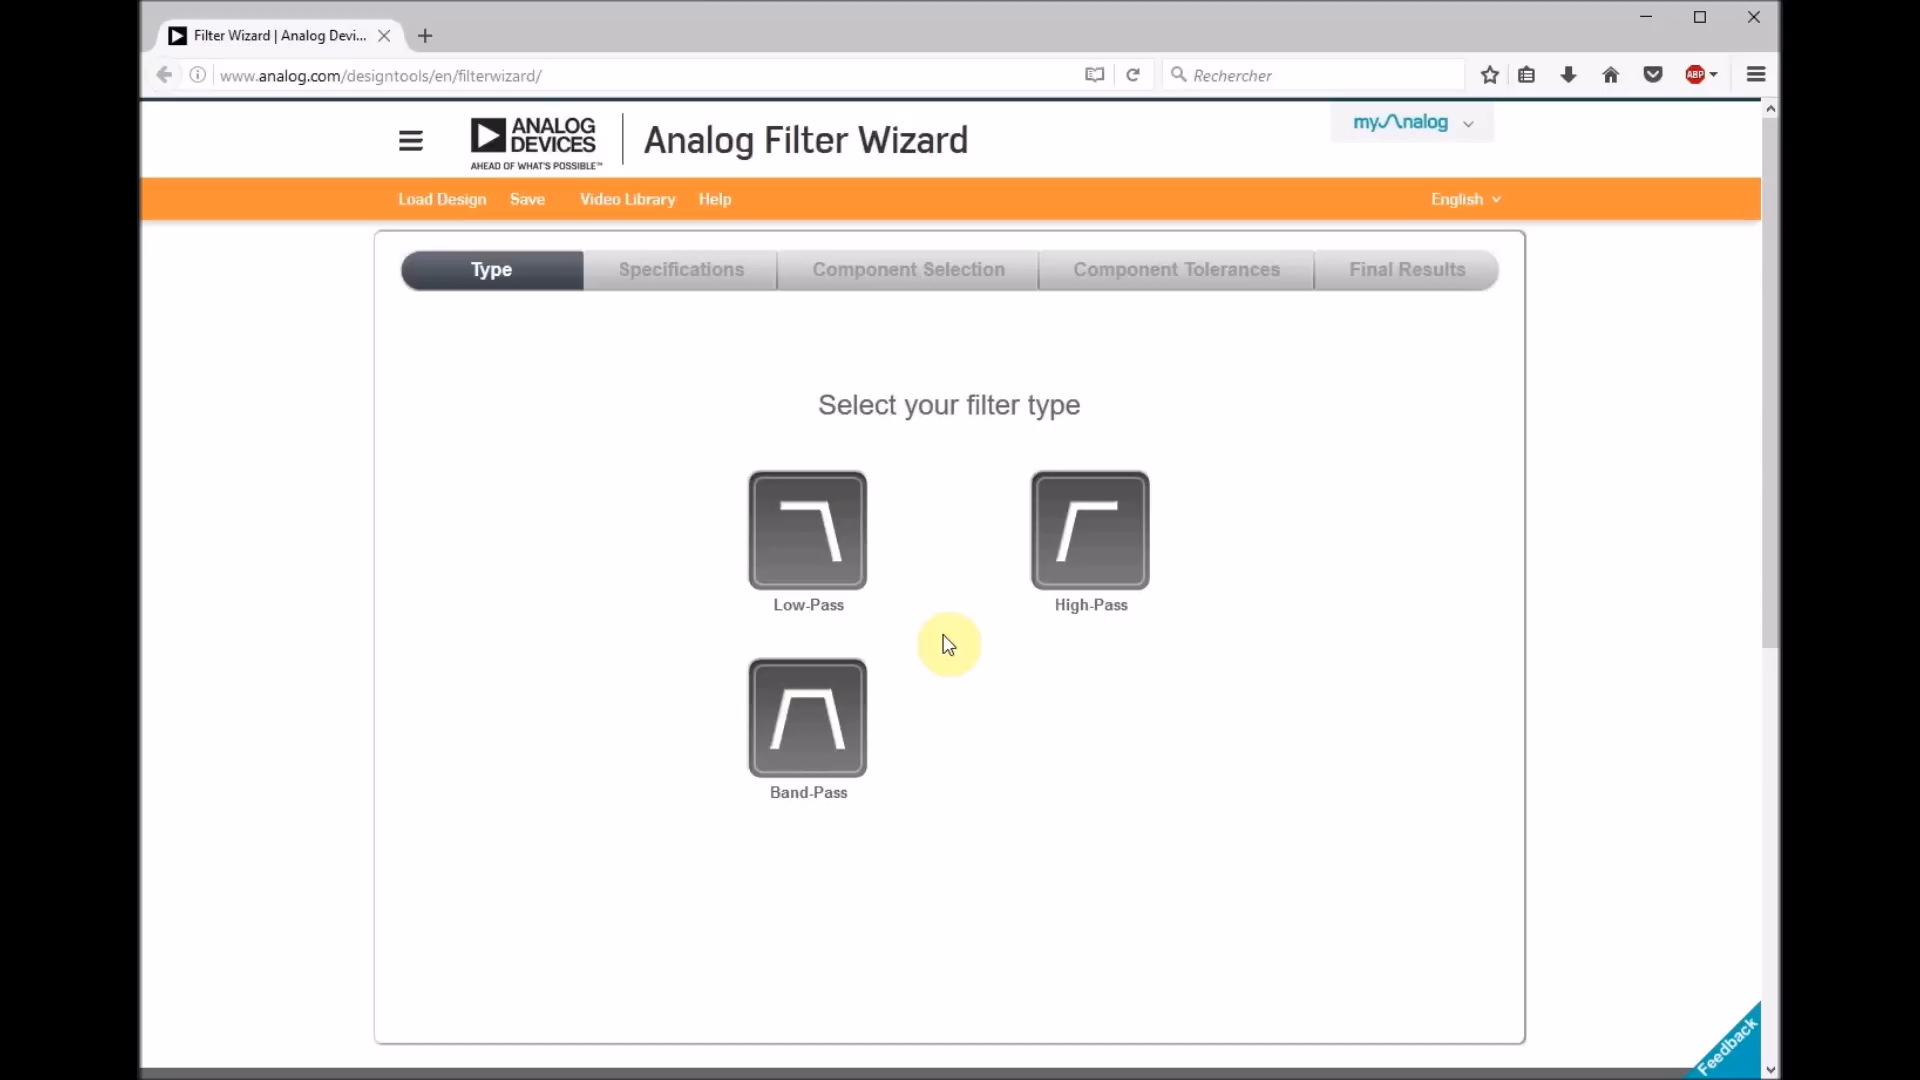 Filter Wizard | Analog Devi...
www.analog.com/designtools/en/filterwizard/
Rechercher
ABP
ANALOG DEVICES
AHEAD OF WHAT'S POSSIBLE™
Analog Filter Wizard
myAnalog
Load Design Save Video Library Help English
Type Specifications Component Selection Component Tolerances Final Results
Select your filter type
Low-Pass High-Pass
Band-Pass
Feedback